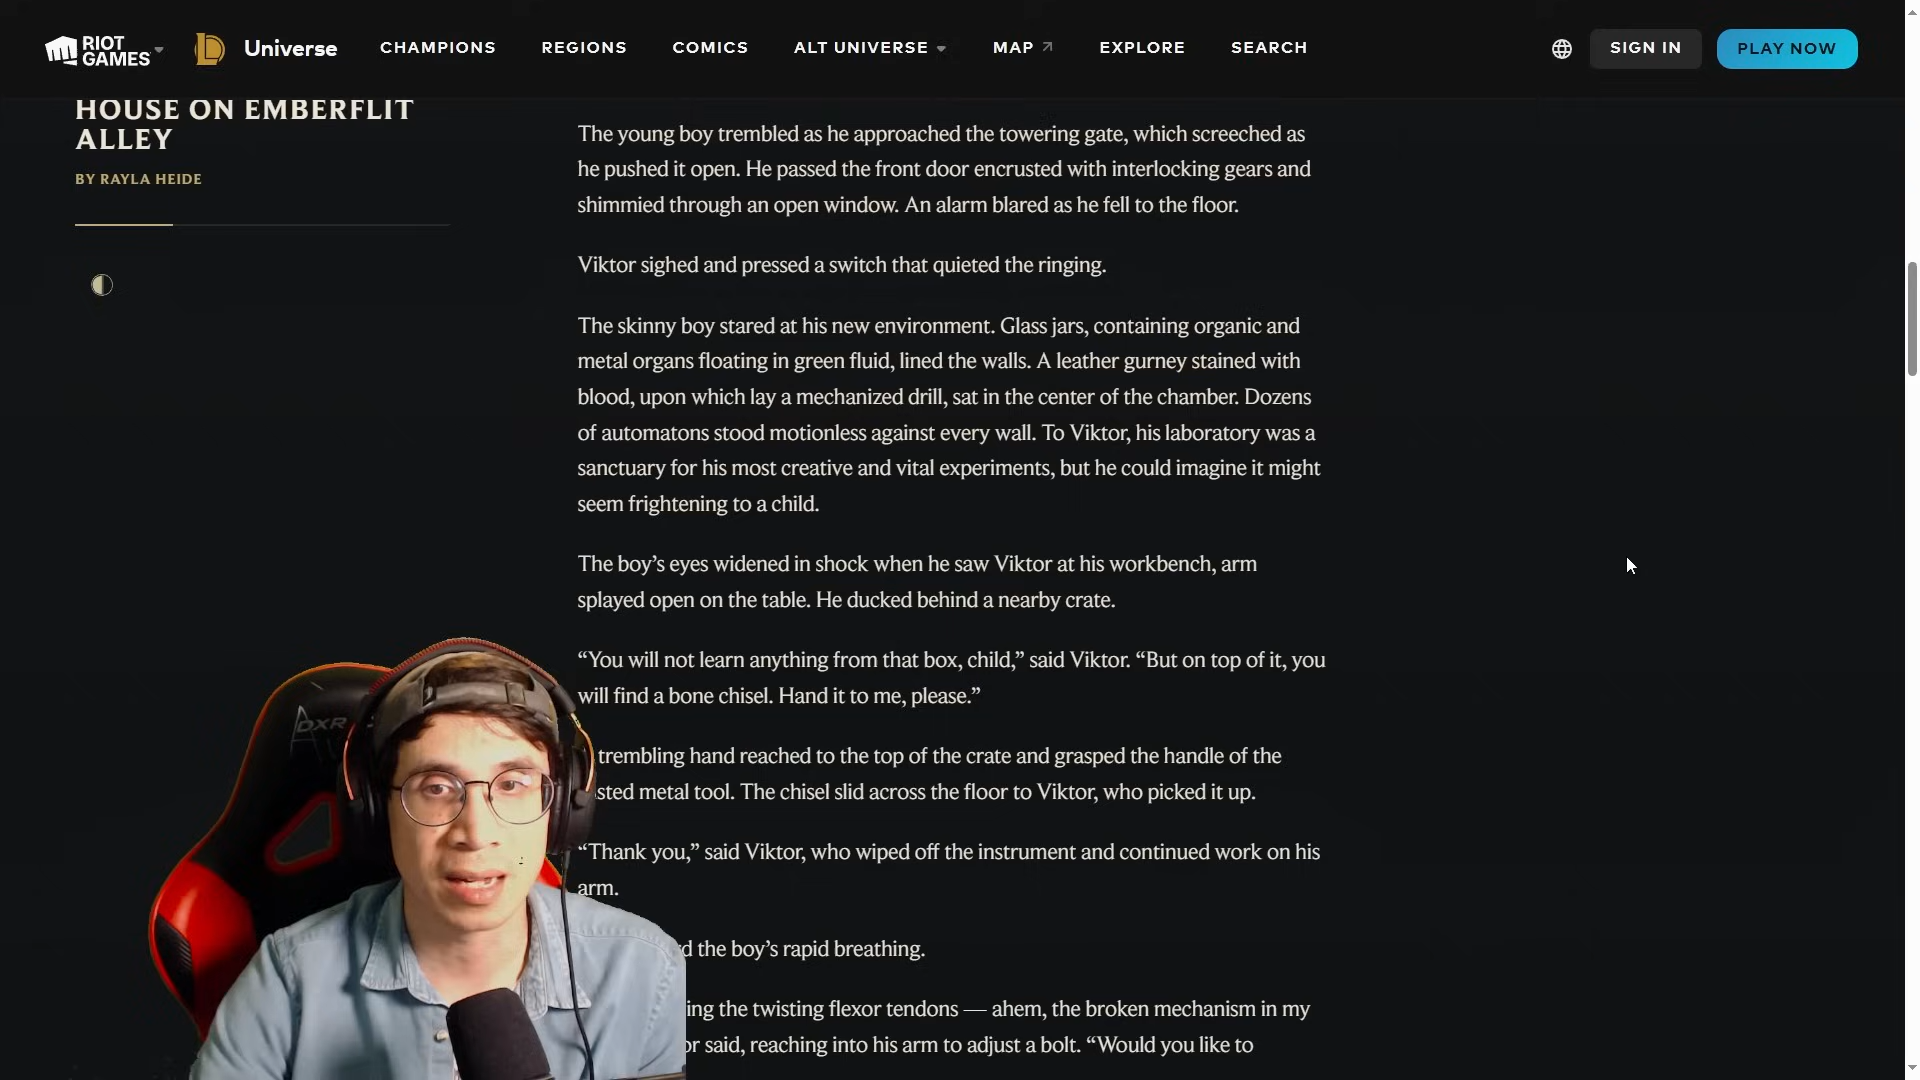 RIOT GAMES
Universe
CHAMPIONS
REGIONS
COMICS
ALT UNIVERSE
MAP
EXPLORE
SEARCH
SIGN IN
PLAY NOW
HOUSE ON EMBERFLIT
ALLEY
BY RAYLA HEIDE
The young boy trembled as he approached the towering gate, which screeched as
he pushed it open. He passed the front door encrusted with interlocking gears and
shimmied through an open window. An alarm blared as he fell to the floor.
Viktor sighed and pressed a switch that quieted the ringing.
The skinny boy stared at his new environment. Glass jars, containing organic and
metal organs floating in green fluid, lined the walls. A leather gurney stained with
blood, upon which lay a mechanized drill, sat in the center of the chamber. Dozens
of automatons stood motionless against every wall. To Viktor, his laboratory was a
sanctuary for his most creative and vital experiments, but he could imagine it might
seem frightening to a child.
The boy’s eyes widened in shock when he saw Viktor at his workbench, arm
splayed open on the table. He ducked behind a nearby crate.
“You will not learn anything from that box, child,” said Viktor. “But on top of it, you
will find a bone chisel. Hand it to me, please.”
trembling hand reached to the top of the crate and grasped the handle of the
sted metal tool. The chisel slid across the floor to Viktor, who picked it up.
“Thank you,” said Viktor, who wiped off the instrument and continued work on his
arm.
d the boy’s rapid breathing.
ing the twisting flexor tendons — ahem, the broken mechanism in my
or said, reaching into his arm to adjust a bolt. “Would you like to
DXR